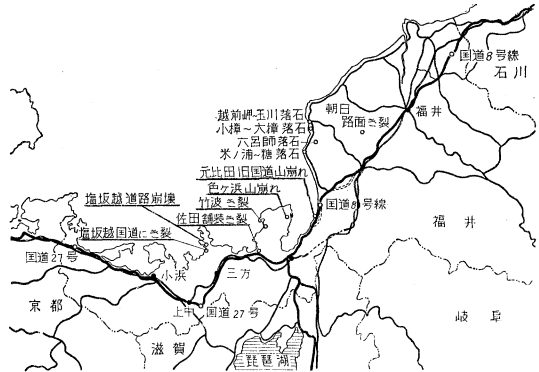 国道8号線
石川
越前岬~玉川落石
小樟~大樟落石
六呂師落石
米ノ浦~糠落石
朝日
路面き裂
福井
元比田旧国道山崩れ
色ヶ浜山崩れ
塩坂越道路崩壊
竹波き裂
国道8号線
佐田舗装き裂
塩坂越国道にき裂
福井
国道27号
小浜
三方
京都
上中
国道27号
岐阜
滋賀
琵琶湖